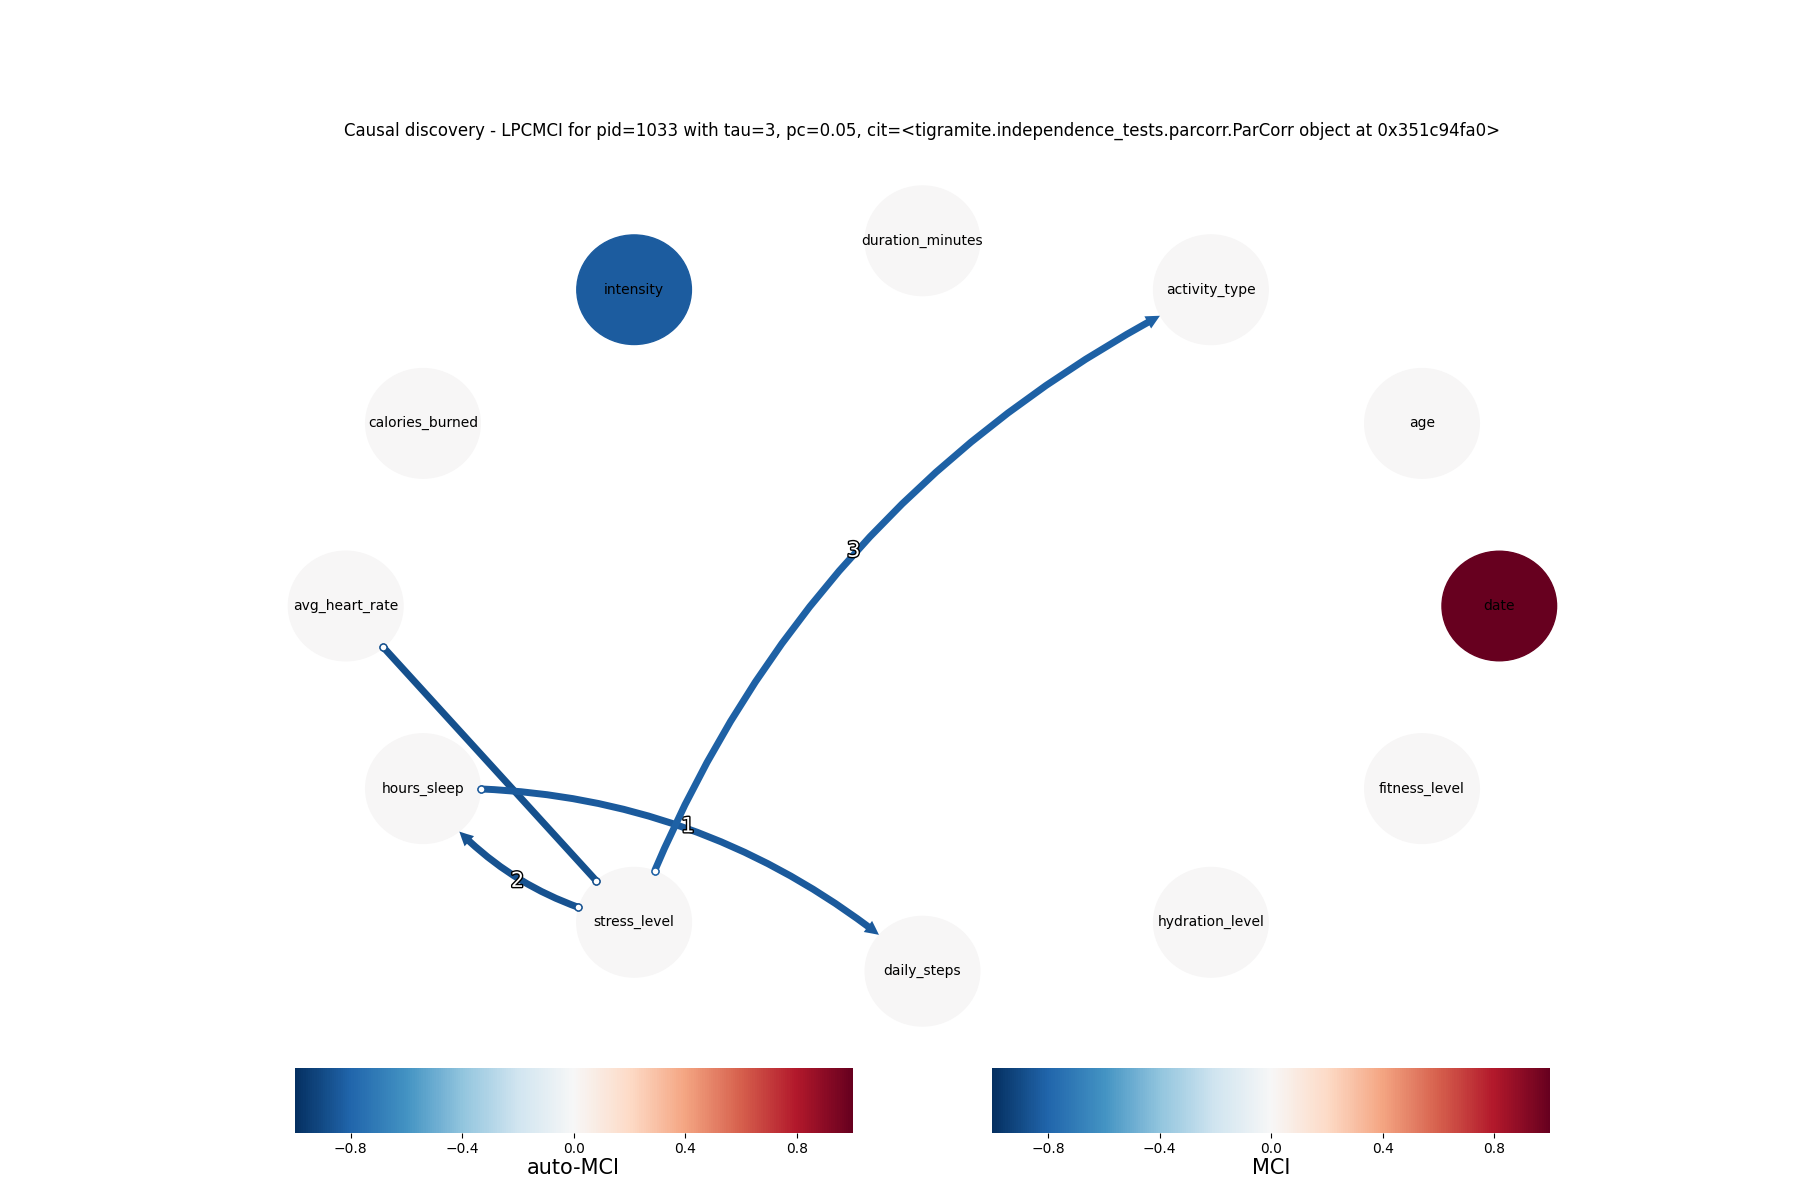 Causal discovery - LPCMCI for pid=1033 with tau=3, pc=0.05, cit=<tigramite.independence_tests.parcorr.ParCorr object at 0x351c94fa0>
duration_minutes
intensity
activity_type
calories_burned
age
3
avg_heart_rate
date
hours_sleep
fitness_level
1
2
stress_level
hydration_level
daily_steps
−0.8 −0.4 0.0 0.4 0.8
auto-MCI
−0.8 −0.4 0.0 0.4 0.8
MCI